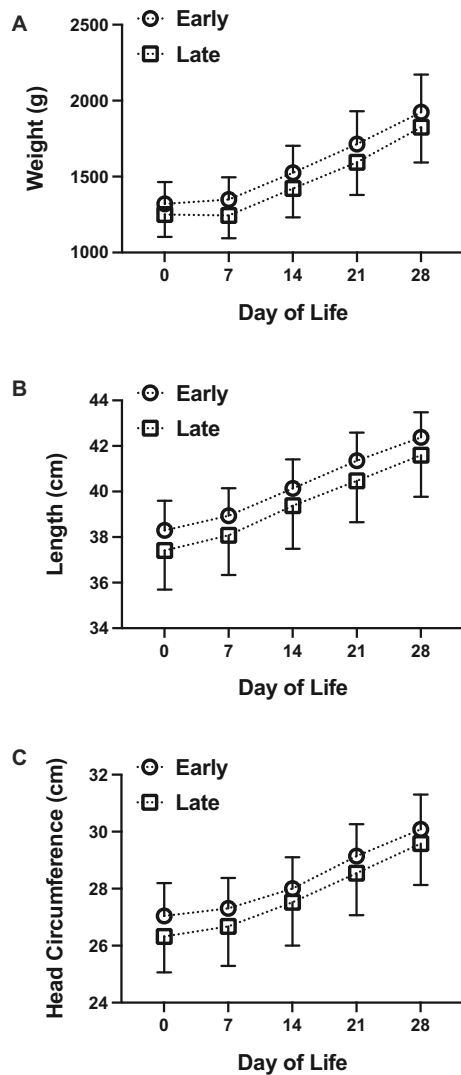 A
2500
2000
1500
1000
Weight (g)
Early
Late
0 7 14 21 28
Day of Life
B
44
42
40
38
36
34
Length (cm)
Early
Late
0 7 14 21 28
Day of Life
C
32
30
28
26
24
Head Circumference (cm)
Early
Late
0 7 14 21 28
Day of Life